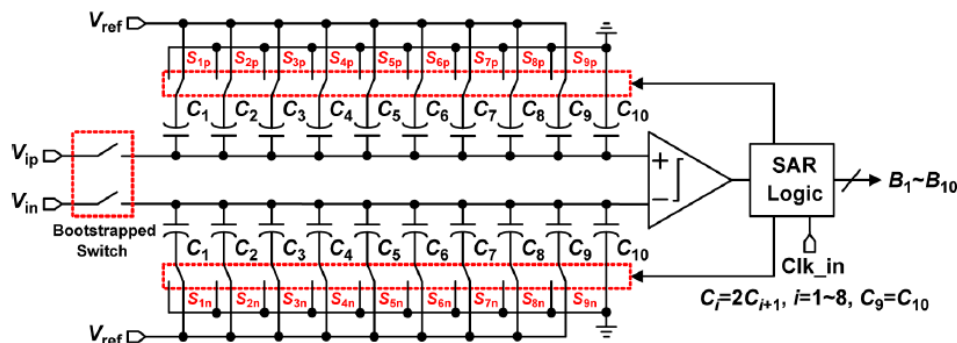 Vref
S1p S2p S3p S4p S5p S6p S7p S8p S9p
C1 C2 C3 C4 C5 C6 C7 C8 C9 C10
Vip
Vin
Bootstrapped
Switch
+
−
SAR
Logic
B1~B10
Clk_in
C1 C2 C3 C4 C5 C6 C7 C8 C9 C10
S1n S2n S3n S4n S5n S6n S7n S8n S9n
Vref
Ci=2Ci+1, i=1~8, C9=C10